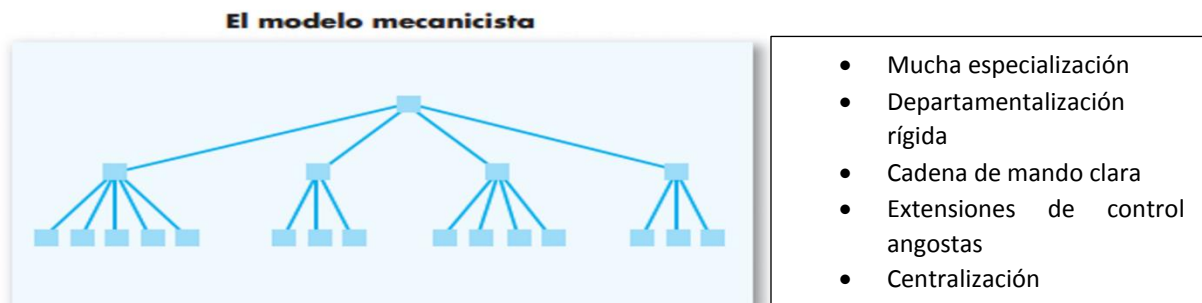 El modelo mecanicista
• Mucha especialización
• Departamentalización
rígida
• Cadena de mando clara
• Extensiones de control
angostas
• Centralización